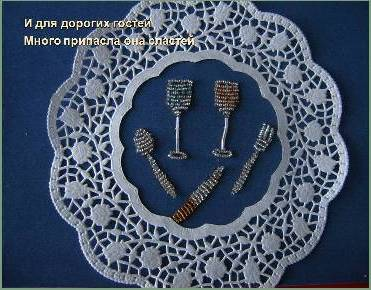 И для дорогих гостей
Много припасла она сластей